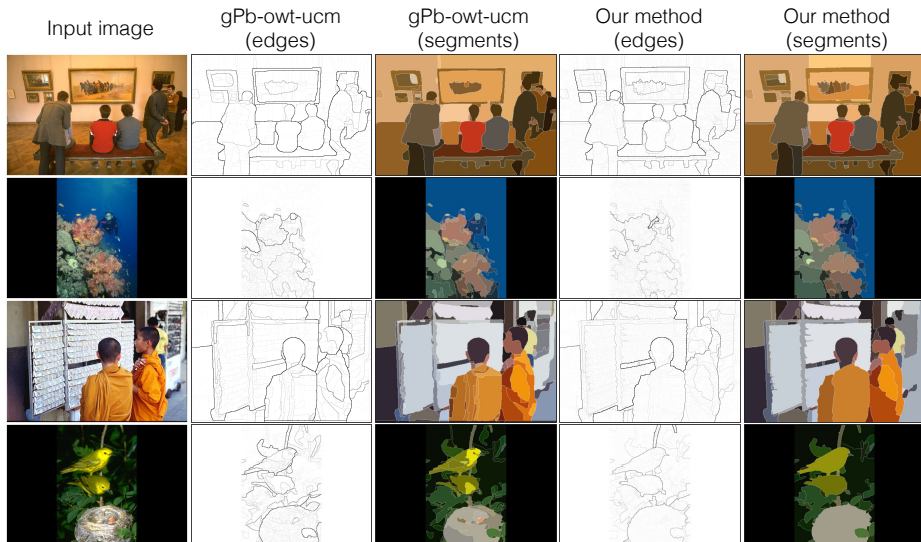 Input image
gPb-owt-ucm
(edges)
gPb-owt-ucm
(segments)
Our method
(edges)
Our method
(segments)